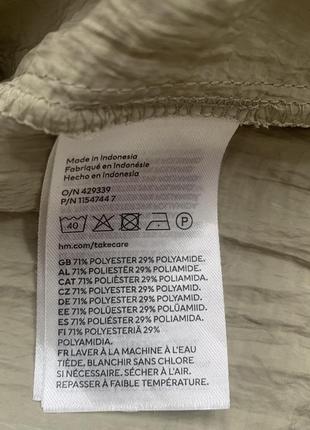 Made in Indonesia
Fabriqué en Indonésie
Hecho en Indonesia
O/N 429339
P/N 1154744 7
40 P
hm.com/takecare
GB 71% POLYESTER 29% POLYAMIDE.
AL 71% POLIESTER 29% POLIAMIDE.
CAT 71% POLIÈSTER 29% POLIAMIDA.
CZ 71% POLYESTER 29% POLYAMID.
DE 71% POLYESTER 29% POLYAMID.
EE 71% POLÜESTER 29% POLÜAMIID.
ES 71% POLIÉSTER 29% POLIAMIDA.
FI 71% POLYESTERIÄ 29%
POLYAMIDIA.
FR LAVER À LA MACHINE À L'EAU
TIÈDE. BLANCHIR SANS CHLORE
SI NÉCESSAIRE. SÉCHER À L'AIR.
REPASSER À FAIBLE TEMPÉRATURE.